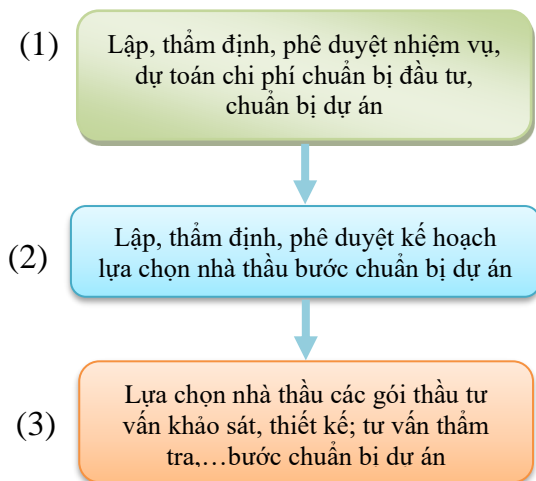 (1)
Lập, thẩm định, phê duyệt nhiệm vụ,
dự toán chi phí chuẩn bị đầu tư,
chuẩn bị dự án
(2)
Lập, thẩm định, phê duyệt kế hoạch
lựa chọn nhà thầu bước chuẩn bị dự án
(3)
Lựa chọn nhà thầu các gói thầu tư
vấn khảo sát, thiết kế; tư vấn thẩm
tra,...bước chuẩn bị dự án